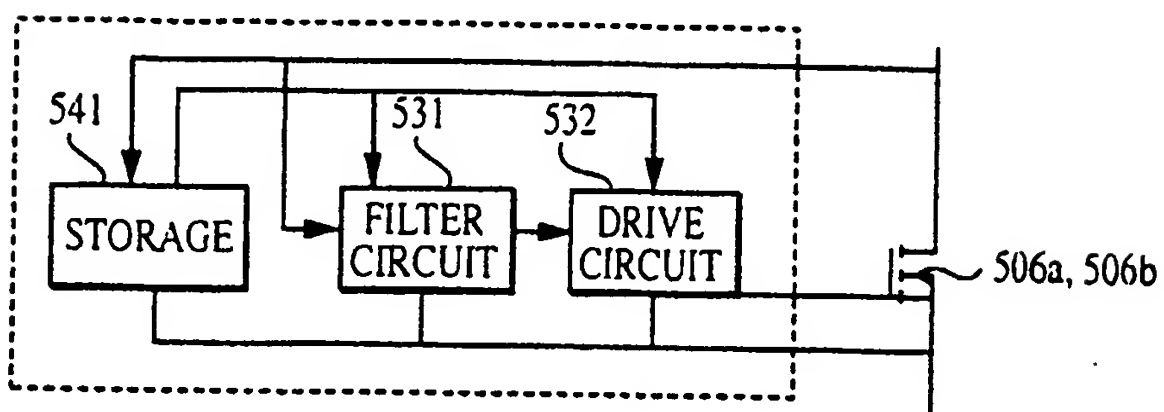 541
531
532
STORAGE
FILTER
CIRCUIT
DRIVE
CIRCUIT
506a, 506b